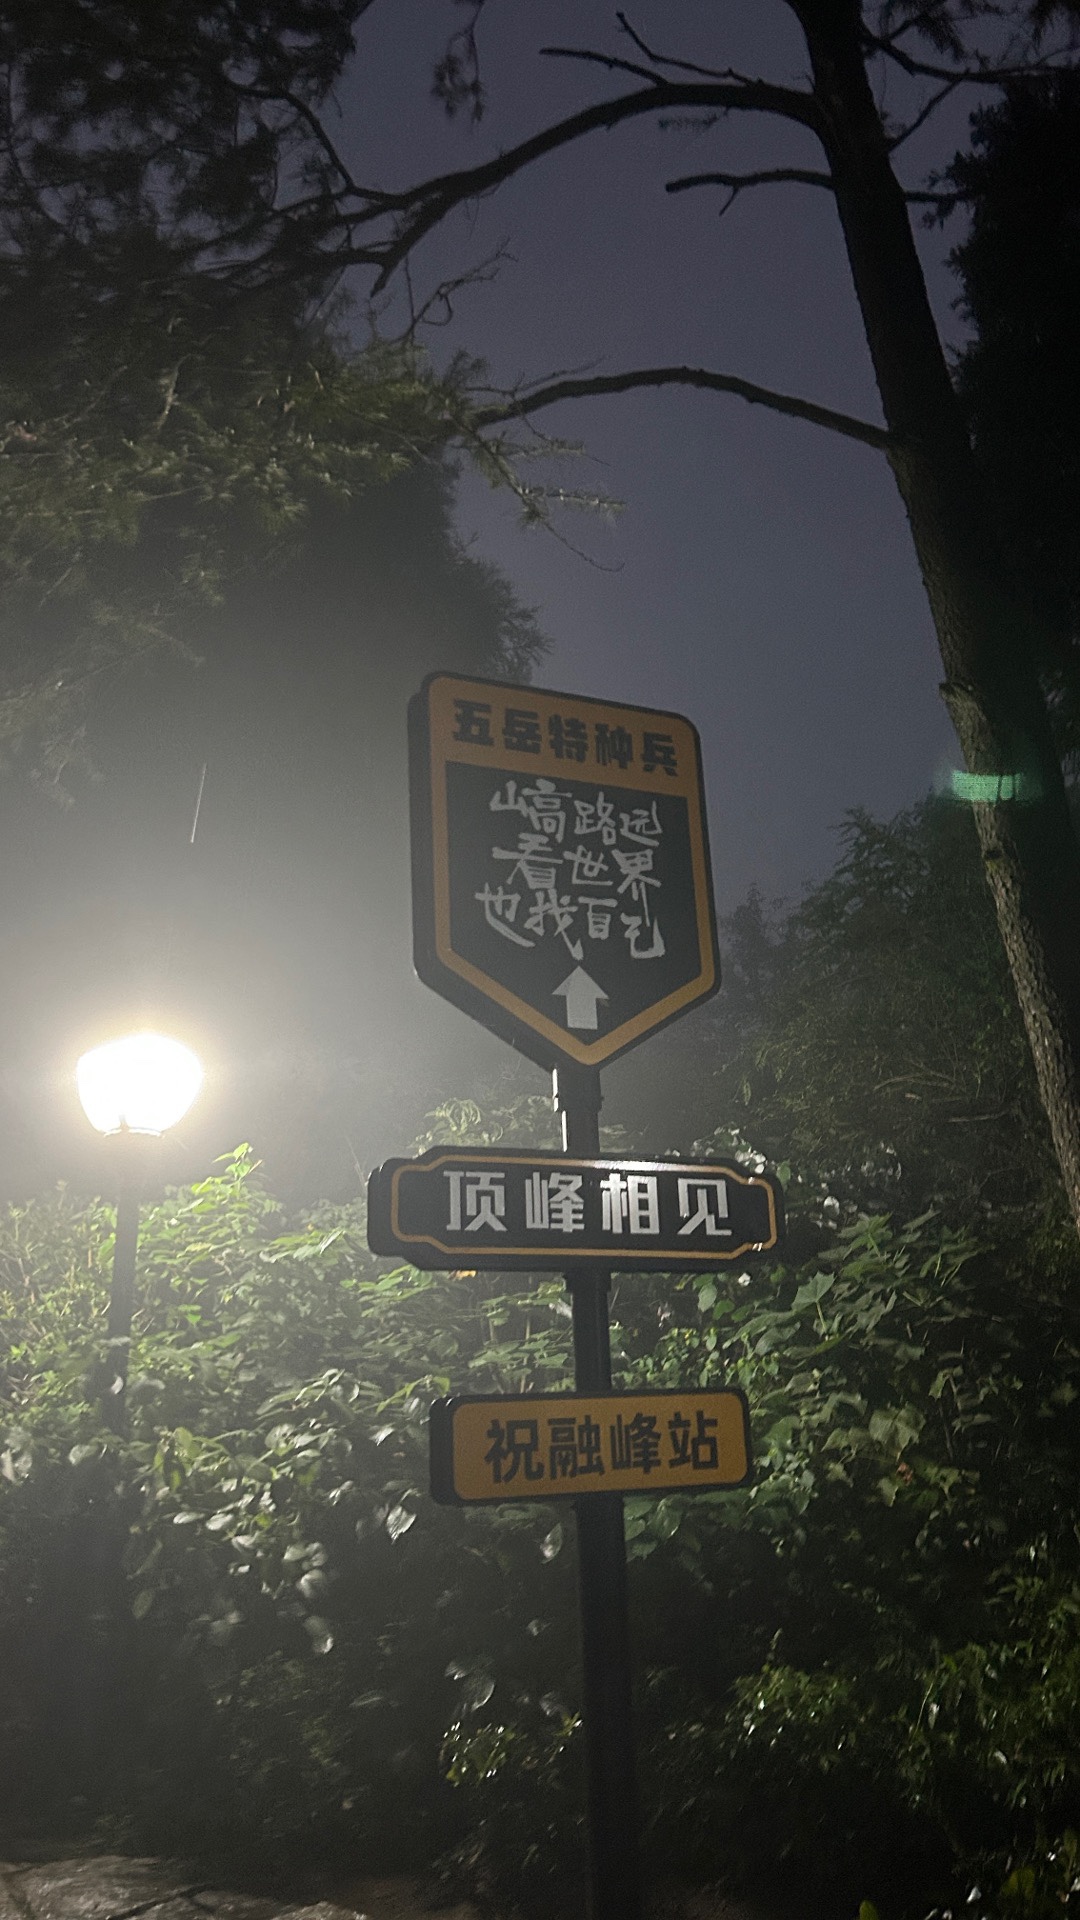 五岳特种兵
山高路远
看世界
也找自己
顶峰相见
祝融峰站